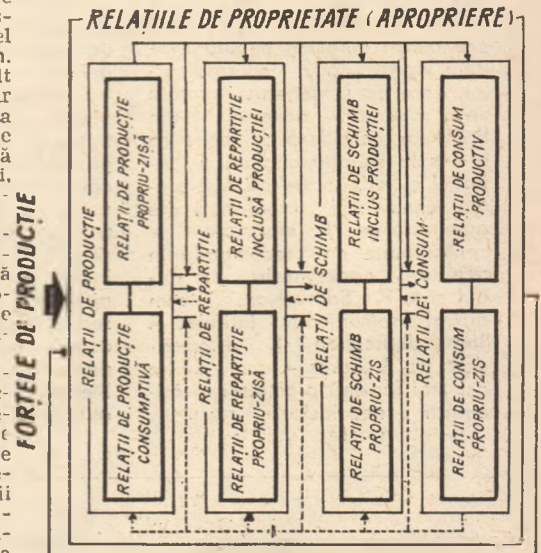 RELAȚIILE DE PROPRIETATE (APROPRIERE)
FORȚELE DE PRODUCȚIE
RELAȚII DE PRODUCȚIE
RELAȚII DE PRODUCȚIE
PROPRIU-ZISĂ
RELAȚII DE PRODUCȚIE
CONSUMPTIVĂ
RELAȚII DE REPARTIȚIE
RELAȚII DE REPARTIȚIE
INCLUSĂ PRODUCȚIEI
RELAȚII DE REPARTIȚIE
PROPRIU-ZISĂ
RELAȚII DE SCHIMB
RELAȚII DE SCHIMB
INCLUS PRODUCȚIEI
RELAȚII DE SCHIMB
PROPRIU-ZIS
RELAȚII DE CONSUM
RELAȚII DE CONSUM
PRODUCTIV
RELAȚII DE CONSUM
PROPRIU-ZIS